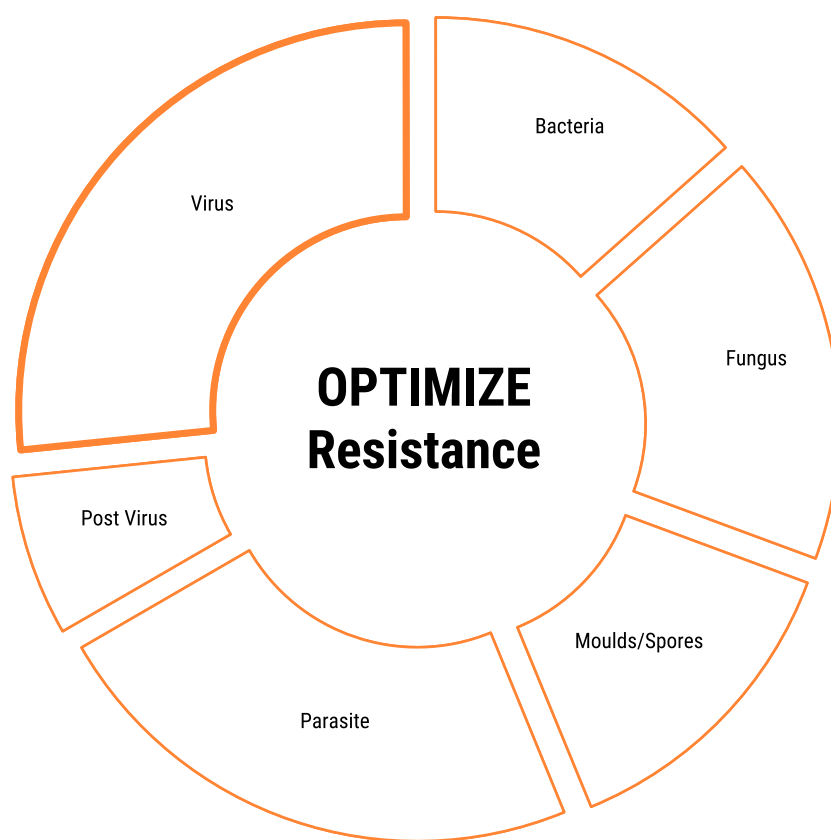 Bacteria
Virus
Fungus
OPTIMIZE
Resistance
Post Virus
Moulds/Spores
Parasite